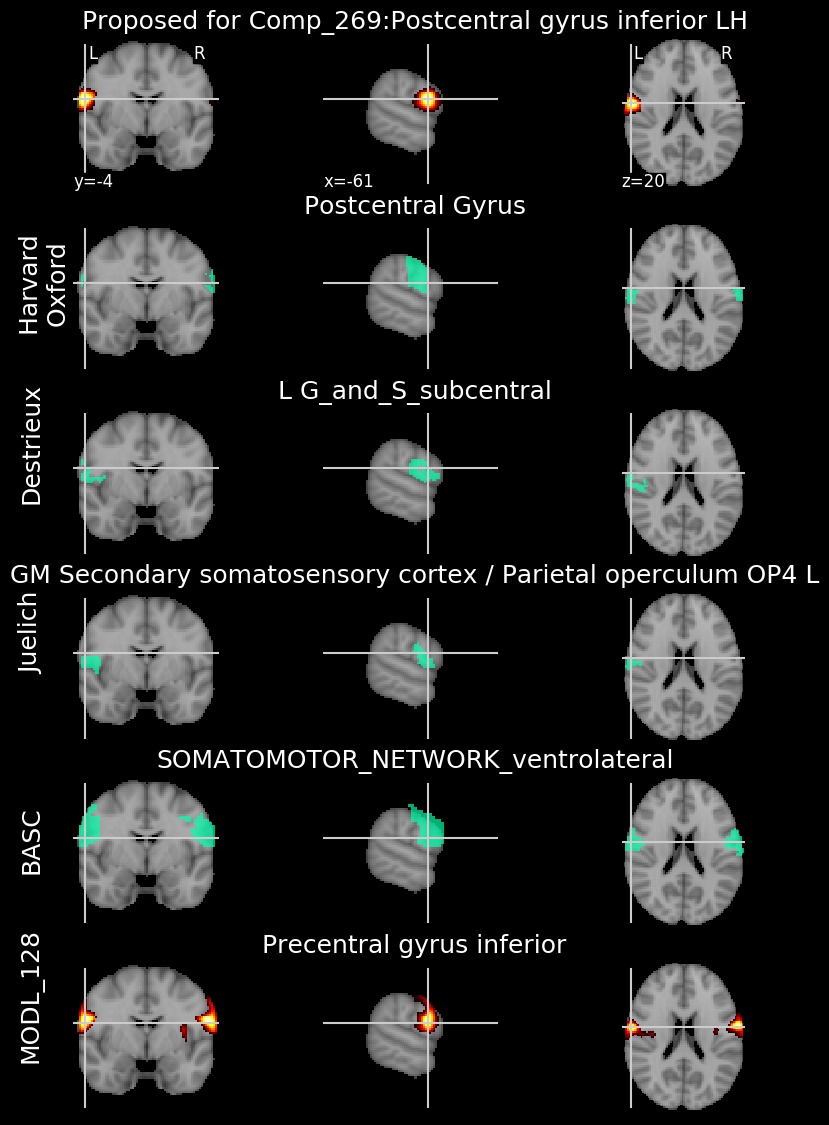 Proposed for Comp_269:Postcentral gyrus inferior LH
L R L R
y=-4 x=-61 z=20
Postcentral Gyrus
Harvard
Oxford
L G_and_S_subcentral
Destrieux
GM Secondary somatosensory cortex / Parietal operculum OP4 L
Juelich
SOMATOMOTOR_NETWORK_ventrolateral
BASC
Precentral gyrus inferior
MODL_128